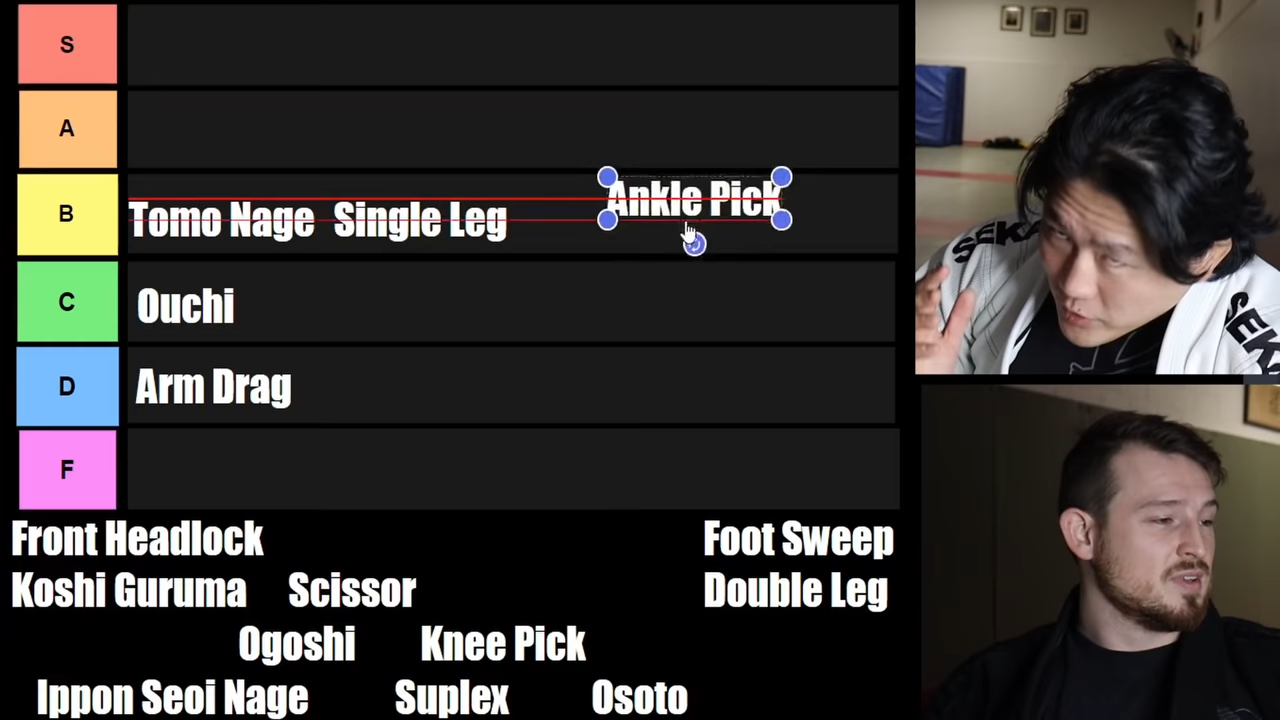 S
A
B
Tomo Nage Single Leg Ankle Pick
C
Ouchi
D
Arm Drag
F
Front Headlock Foot Sweep
Koshi Guruma Scissor Double Leg
Ogoshi Knee Pick
Ippon Seoi Nage Suplex Osoto